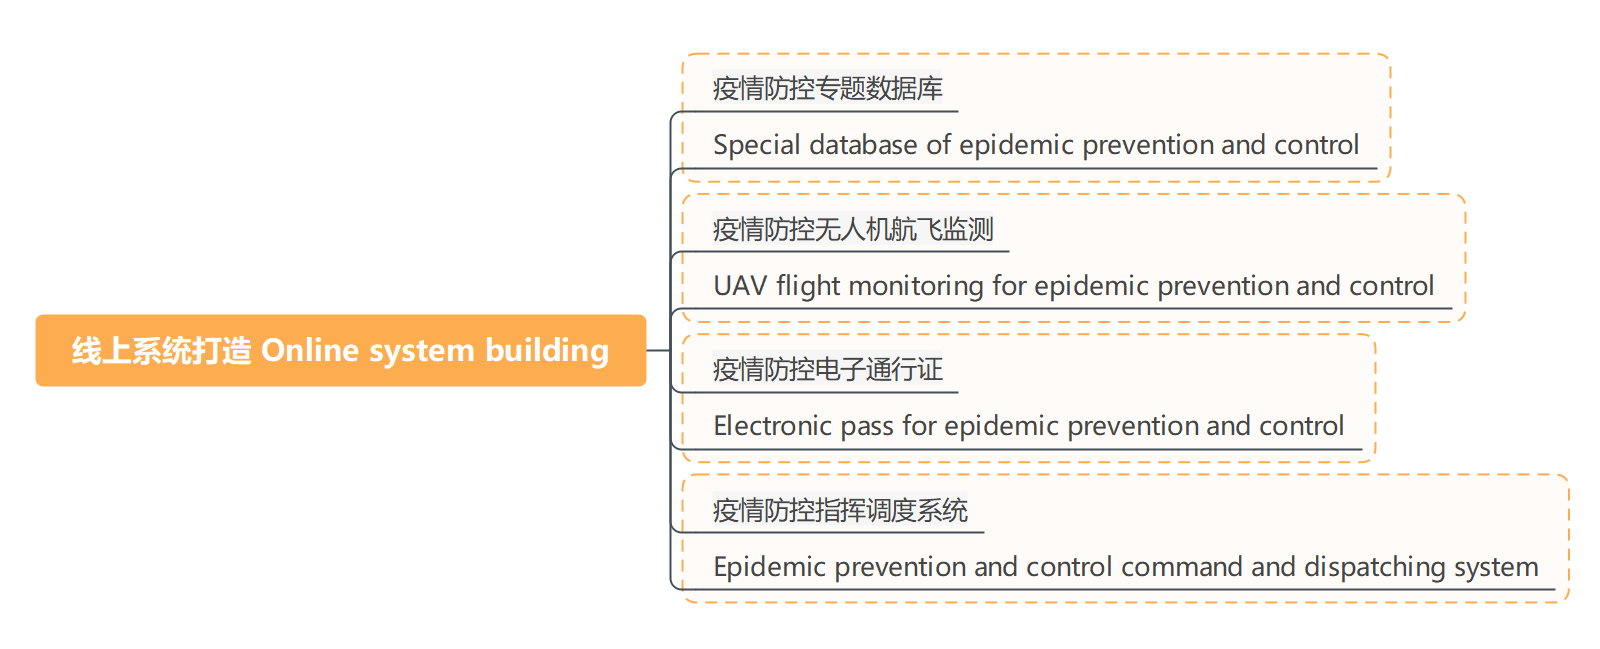 线上系统打造 Online system building
疫情防控专题数据库
Special database of epidemic prevention and control
疫情防控无人机航飞监测
UAV flight monitoring for epidemic prevention and control
疫情防控电子通行证
Electronic pass for epidemic prevention and control
疫情防控指挥调度系统
Epidemic prevention and control command and dispatching system